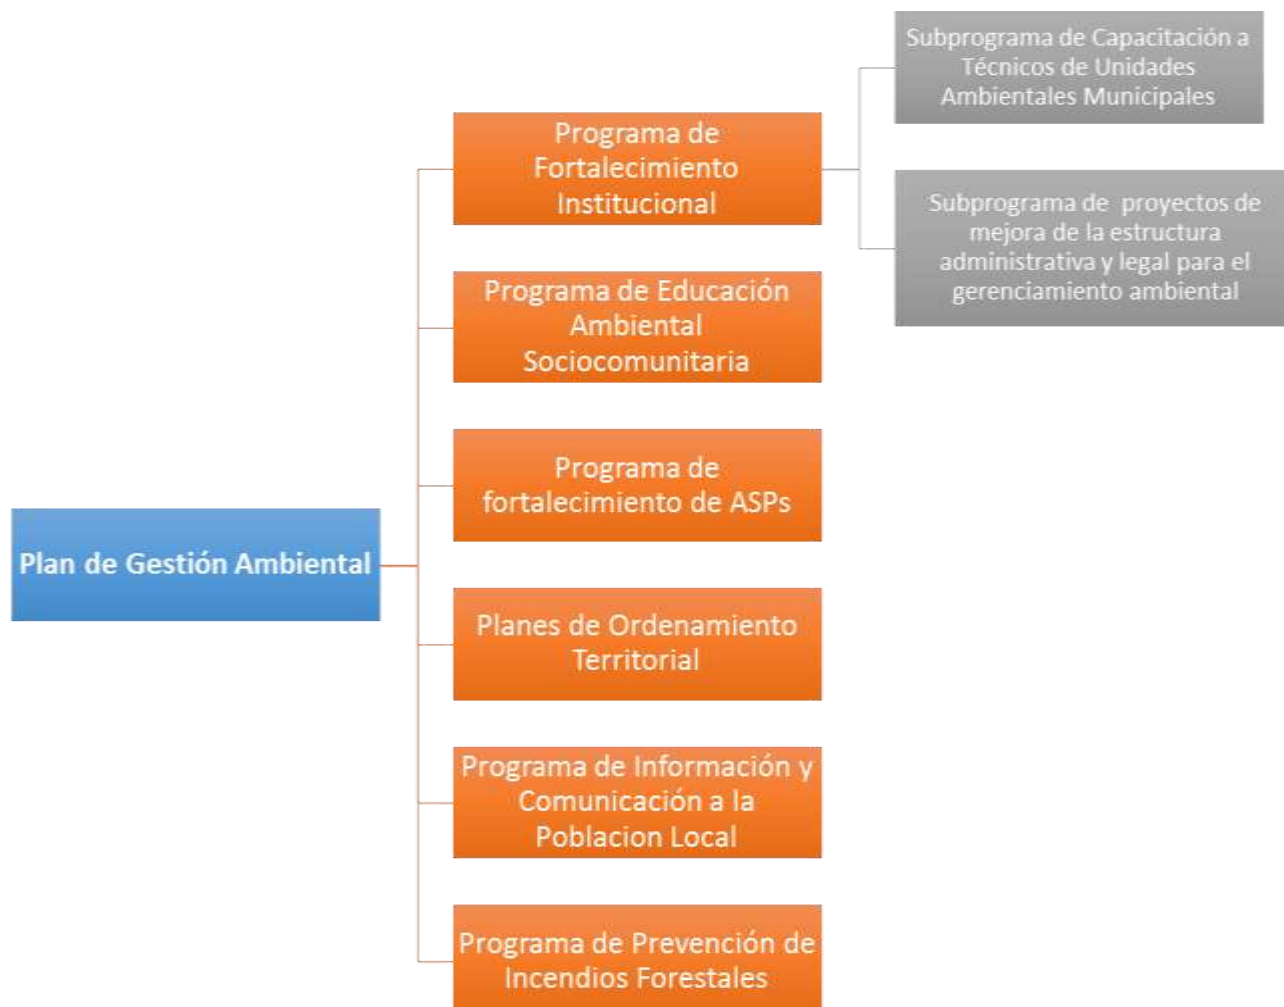 Plan de Gestión Ambiental
Programa de
Fortalecimiento
Institucional
Subprograma de Capacitación a
Técnicos de Unidades
Ambientales Municipales
Subprograma de proyectos de
mejora de la estructura
administrativa y legal para el
gerenciamiento ambiental
Programa de Educación
Ambiental
Sociocomunitaria
Programa de
fortalecimiento de ASPs
Planes de Ordenamiento
Territorial
Programa de Información y
Comunicación a la
Poblacion Local
Programa de Prevención de
Incendios Forestales